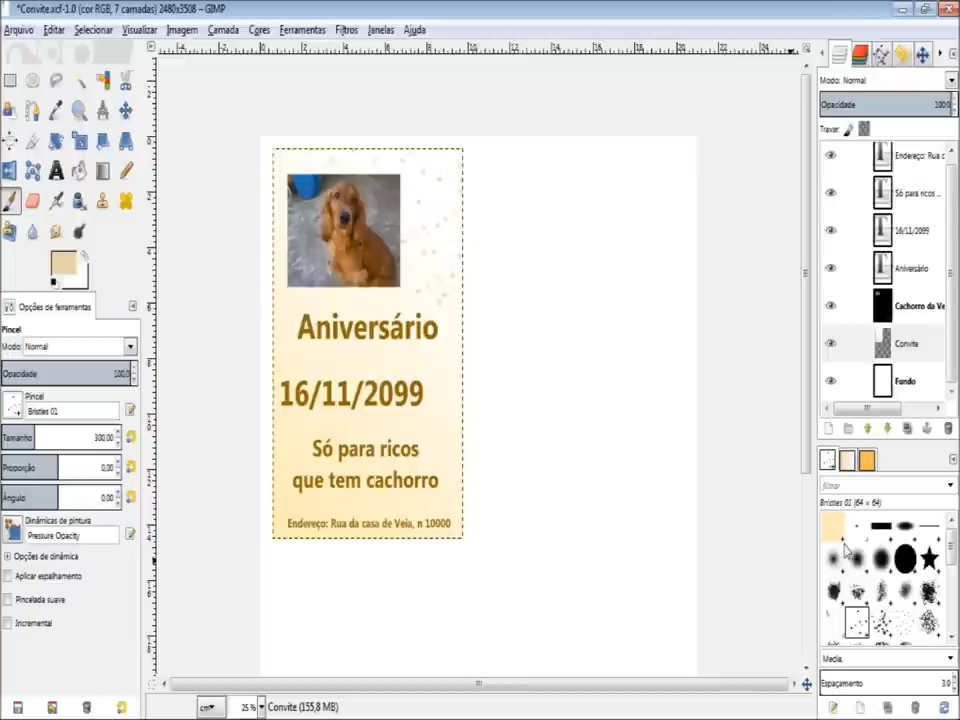 *Convite.xcf-1.0 (cor RGB, 7 camadas) 2480x3508 – GIMP
Arquivo Editar Selecionar Visualizar Imagem Camada Cores Ferramentas Filtros Janelas Ajuda
Modo: Normal
Opacidade 100,0
Travar:
Endereço: Rua c
Só para ricos...
16/11/2099
Aniversário
Cachorro da Ve
Convite
Fundo
Opções de ferramentas
Pincel
Modo: Normal
Opacidade 100,0
Pincel
Bristles 01
Tamanho 300,00
Proporção 0,00
Ângulo 0,00
Dinâmicas de pintura
Pressure Opacity
Opções de dinâmica
Aplicar espalhamento
Pincelada suave
Incremental
Aniversário
16/11/2099
Só para ricos
que tem cachorro
Endereço: Rua da casa de Veia, n 10000
filtrar
Bristles 01 (64 × 64)
Media,
Espaçamento 3,0
cm 25% Convite (155,8 MB)